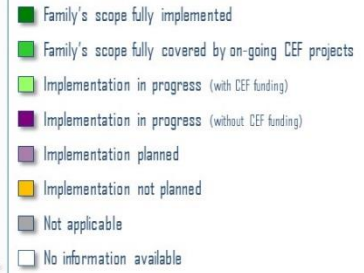 Family's scope fully implemented
Family's scope fully covered by on-going CEF projects
Implementation in progress (with CEF funding)
Implementation in progress (without CEF funding)
Implementation planned
Implementation not planned
Not applicable
No information available